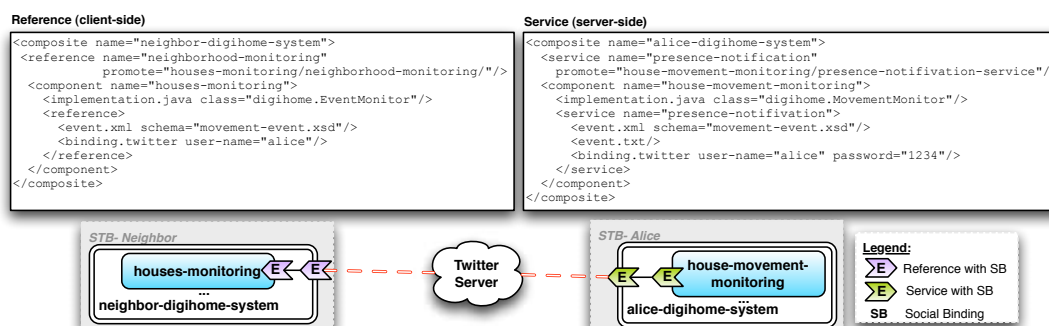 Reference (client-side)
<composite name="neighbor-digihome-system">
<reference name="neighborhood-monitoring"
promote="houses-monitoring/neighborhood-monitoring/"/>
<component name="houses-monitoring">
<implementation.java class="digihome.EventMonitor"/>
<reference>
<event.xml schema="movement-event.xsd"/>
<binding.twitter user-name="alice"/>
</reference>
</component>
</composite>
Service (server-side)
<composite name="alice-digihome-system">
<service name="presence-notification"
promote="house-movement-monitoring/presence-notifivation-service"/
<component name="house-movement-monitoring">
<implementation.java class="digihome.MovementMonitor"/>
<service name="presence-notifivation">
<event.xml schema="movement-event.xsd"/>
<event.txt/>
<binding.twitter user-name="alice" password="1234"/>
</service>
</component>
</composite>
STB- Neighbor
houses-monitoring
E E
...
neighbor-digihome-system
Twitter
Server
STB- Alice
E E
house-movement-
monitoring
...
alice-digihome-system
Legend:
E Reference with SB
E Service with SB
SB Social Binding